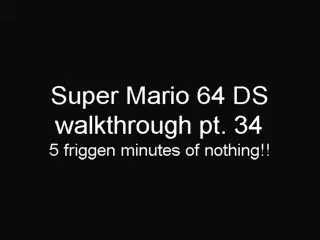 Super Mario 64 DS
walkthrough pt. 34
5 friggen minutes of nothing!!